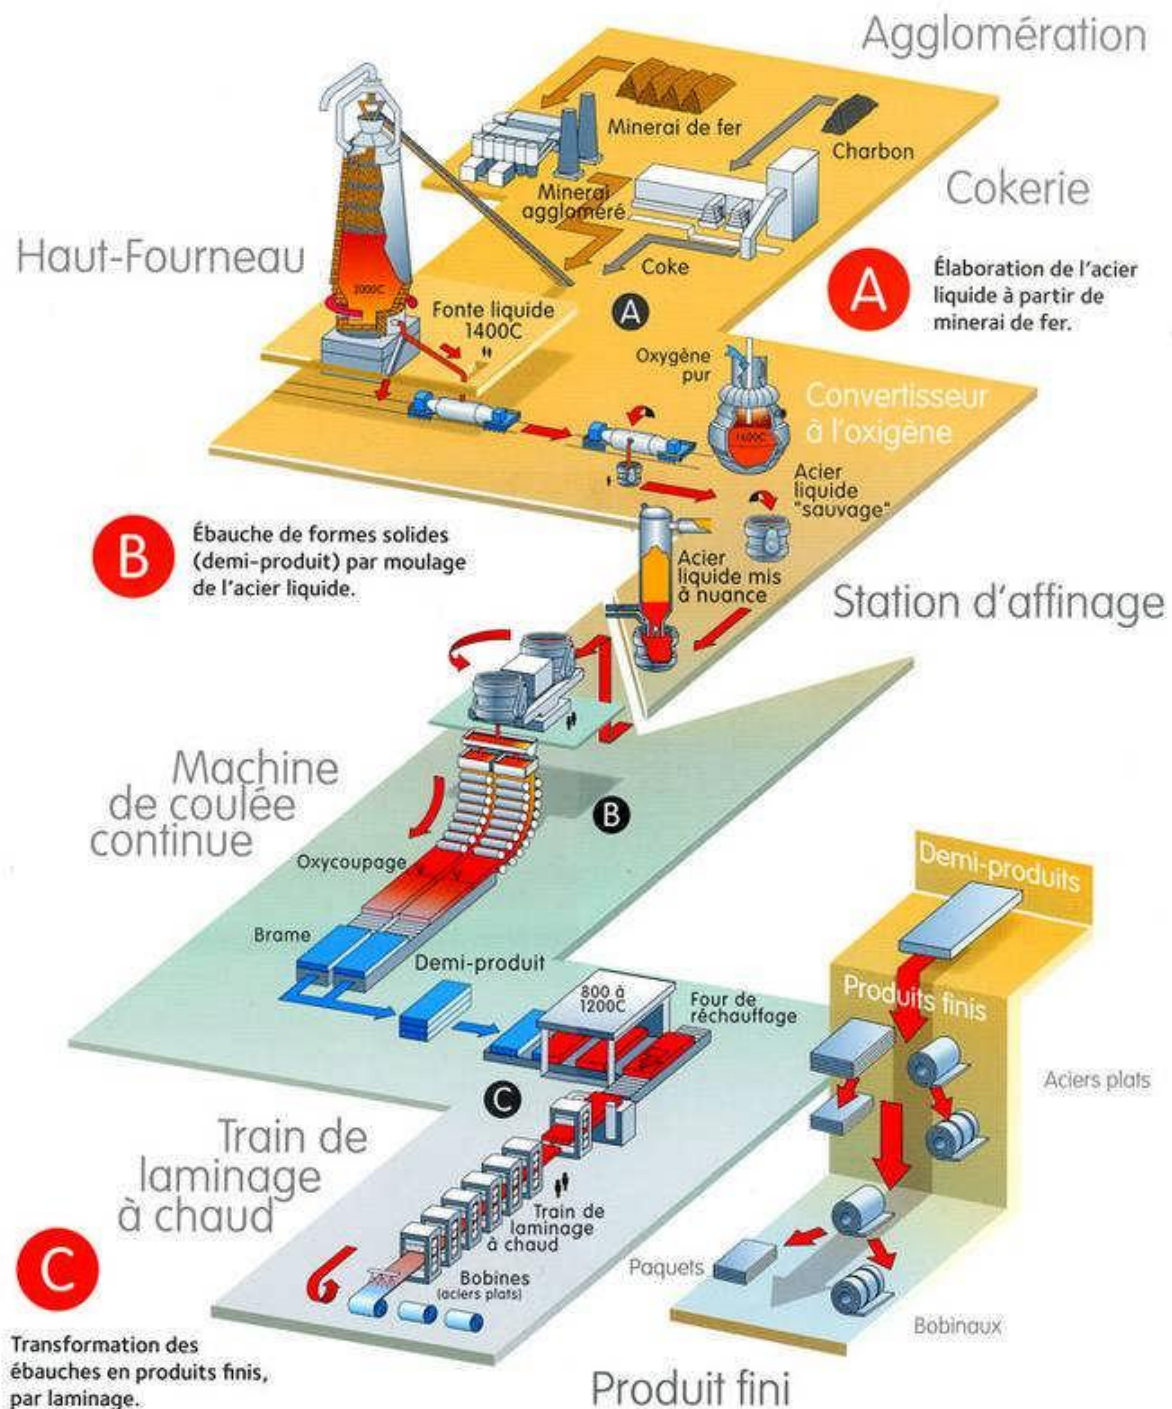 Agglomération
Minerai de fer
Charbon
Cokerie
Minerai
aggloméré
Coke
Haut-Fourneau
2000C
Fonte liquide
1400C
A
A
Élaboration de l'acier
liquide à partir de
minerai de fer.
Oxygène
pur
1600C
Convertisseur
à l'oxigène
Acier
liquide
"sauvage"
B
Ébauche de formes solides
(demi-produit) par moulage
de l'acier liquide.
Acier
liquide mis
à nuance
Station d'affinage
Machine
de coulée
continue
B
Oxycoupage
Brame
Demi-produit
800 à
1200C
Four de
réchauffage
Demi-produits
Produits finis
Aciers plats
C
Train de
laminage
à chaud
Train de
laminage
à chaud
Bobines
(aciers plats)
C
Transformation des
ébauches en produits finis,
par laminage.
Paquets
Bobinaux
Produit fini